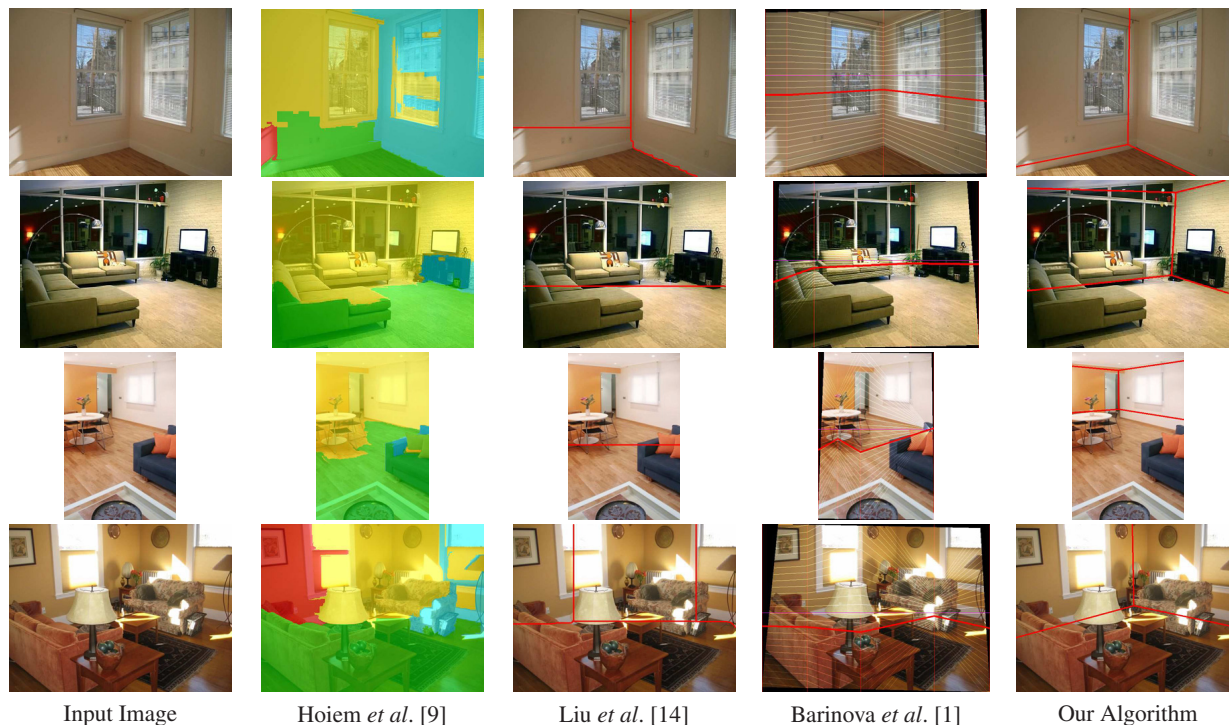 Input Image
Hoiem et al. [9]
Liu et al. [14]
Barinova et al. [1]
Our Algorithm